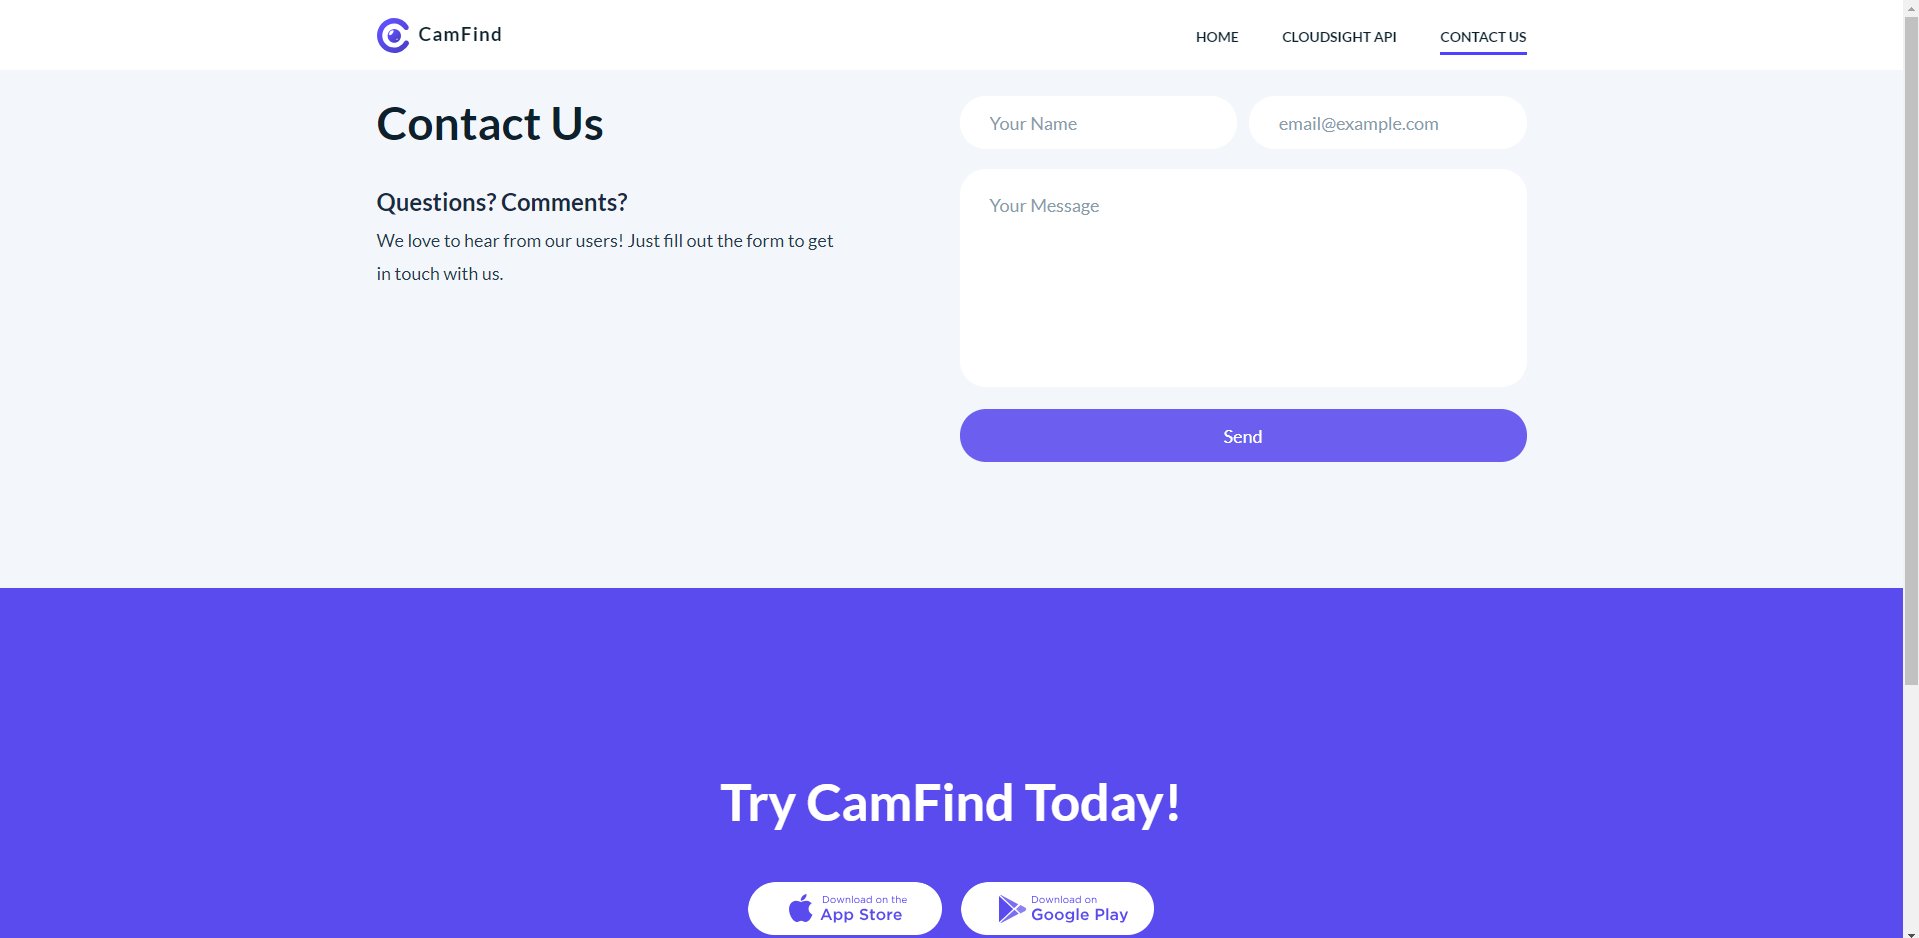 CamFind
HOME
CLOUDSIGHT API
CONTACT US
Contact Us
Questions? Comments?
We love to hear from our users! Just fill out the form to get
in touch with us.
Your Name
email@example.com
Your Message
Send
Try CamFind Today!
Download on the
App Store
Download on
Google Play